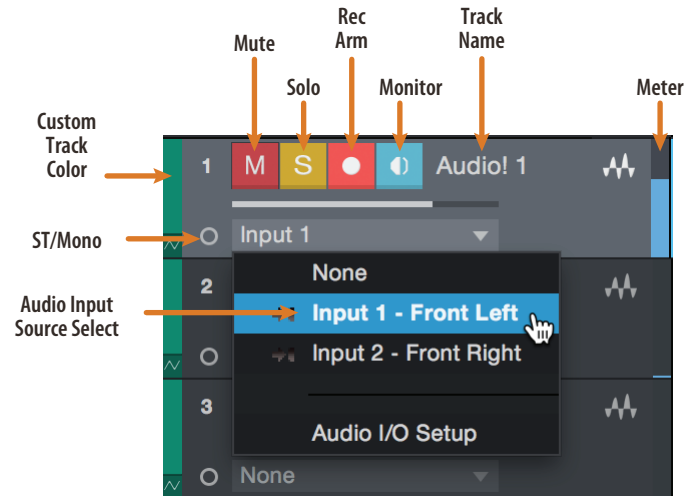 Rec
Arm
Track
Name
Mute
Solo
Monitor
Meter
Custom
Track
Color
1 M S Audio! 1
ST/Mono
Input 1
2
None
Audio Input
Source Select
Input 1 - Front Left
Input 2 - Front Right
3
Audio I/O Setup
None